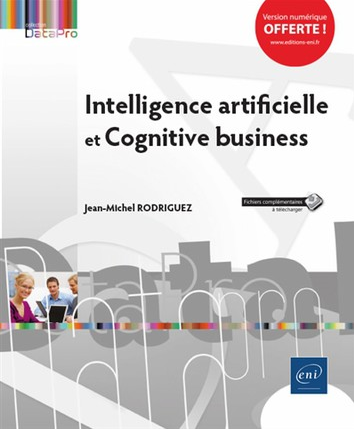 collection
DataPro
Version numérique
OFFERTE !
www.editions-eni.fr
Intelligence artificielle
et Cognitive business
Jean-Michel RODRIGUEZ
Fichiers complémentaires
à télécharger
eni